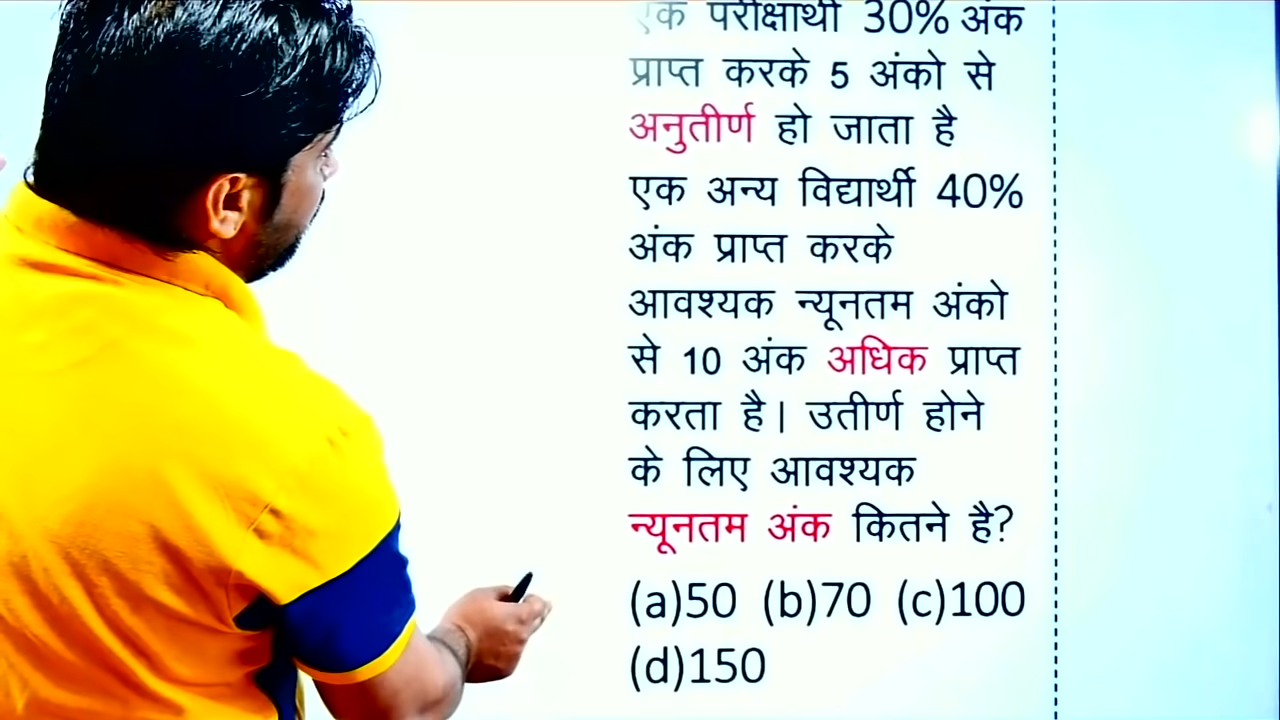 एक परीक्षार्थी 30% अंक
प्राप्त करके 5 अंको से
अनुतीर्ण हो जाता है
एक अन्य विद्यार्थी 40%
अंक प्राप्त करके
आवश्यक न्यूनतम अंको
से 10 अंक अधिक प्राप्त
करता है। उतीर्ण होने
के लिए आवश्यक
न्यूनतम अंक कितने है?
(a)50 (b)70 (c)100
(d)150